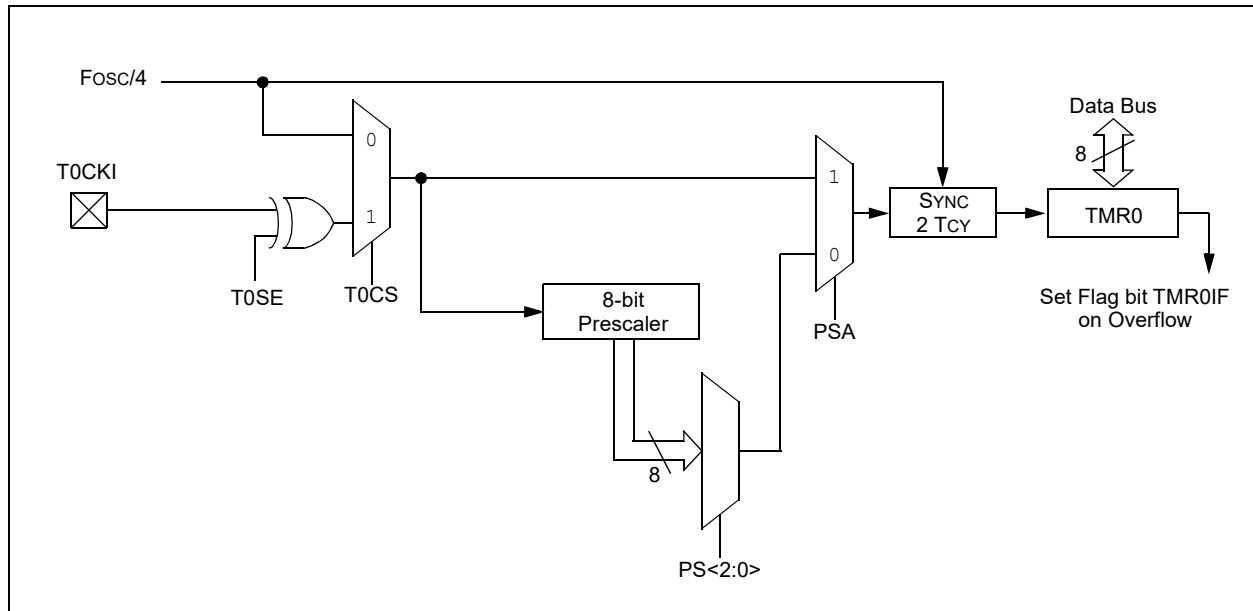 FOSC/4
Data Bus
8
T0CKI
0
1
1
0
SYNC
2 TCY
TMR0
T0SE
T0CS
8-bit
Prescaler
PSA
Set Flag bit TMR0IF
on Overflow
8
PS<2:0>